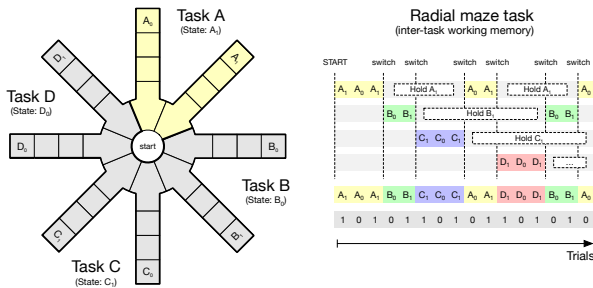 Task A
(State: A₁)
A₀
A₁
D₁
Task D
(State: D₀)
D₀
start
B₀
Task B
(State: B₀)
C₁
B₁
Task C
(State: C₁)
C₀
Radial maze task
(inter-task working memory)
START switch switch switch switch switch switch
A₁ A₀ A₁ Hold A₁ A₀ A₁ Hold A₁ A₀
B₀ B₁ Hold B₁ B₀ B₁
C₁ C₀ C₁ Hold C₁
D₁ D₀ D₁ ...
A₁ A₀ A₁ B₀ B₁ C₁ C₀ C₁ A₀ A₁ D₁ D₀ D₁ B₀ B₁ A₀
1 0 1 0 1 1 0 1 0 1 1 0 1 0 1 0
Trials